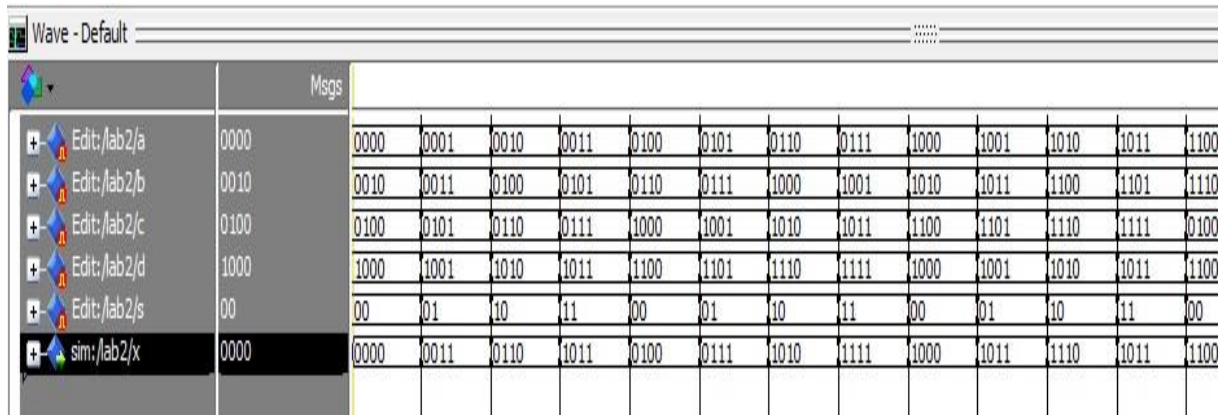 Wave - Default
Msgs
Edit:/lab2/a 0000 0000 0001 0010 0011 0100 0101 0110 0111 1000 1001 1010 1011 1100
Edit:/lab2/b 0010 0010 0011 0100 0101 0110 0111 1000 1001 1010 1011 1100 1101 1110
Edit:/lab2/c 0100 0100 0101 0110 0111 1000 1001 1010 1011 1100 1101 1110 1111 0100
Edit:/lab2/d 1000 1000 1001 1010 1011 1100 1101 1110 1111 1000 1001 1010 1011 1100
Edit:/lab2/s 00 00 01 10 11 00 01 10 11 00 01 10 11 00
sim:/lab2/x 0000 0000 0011 0110 1011 0100 0111 1010 1111 1000 1011 1110 1011 1100